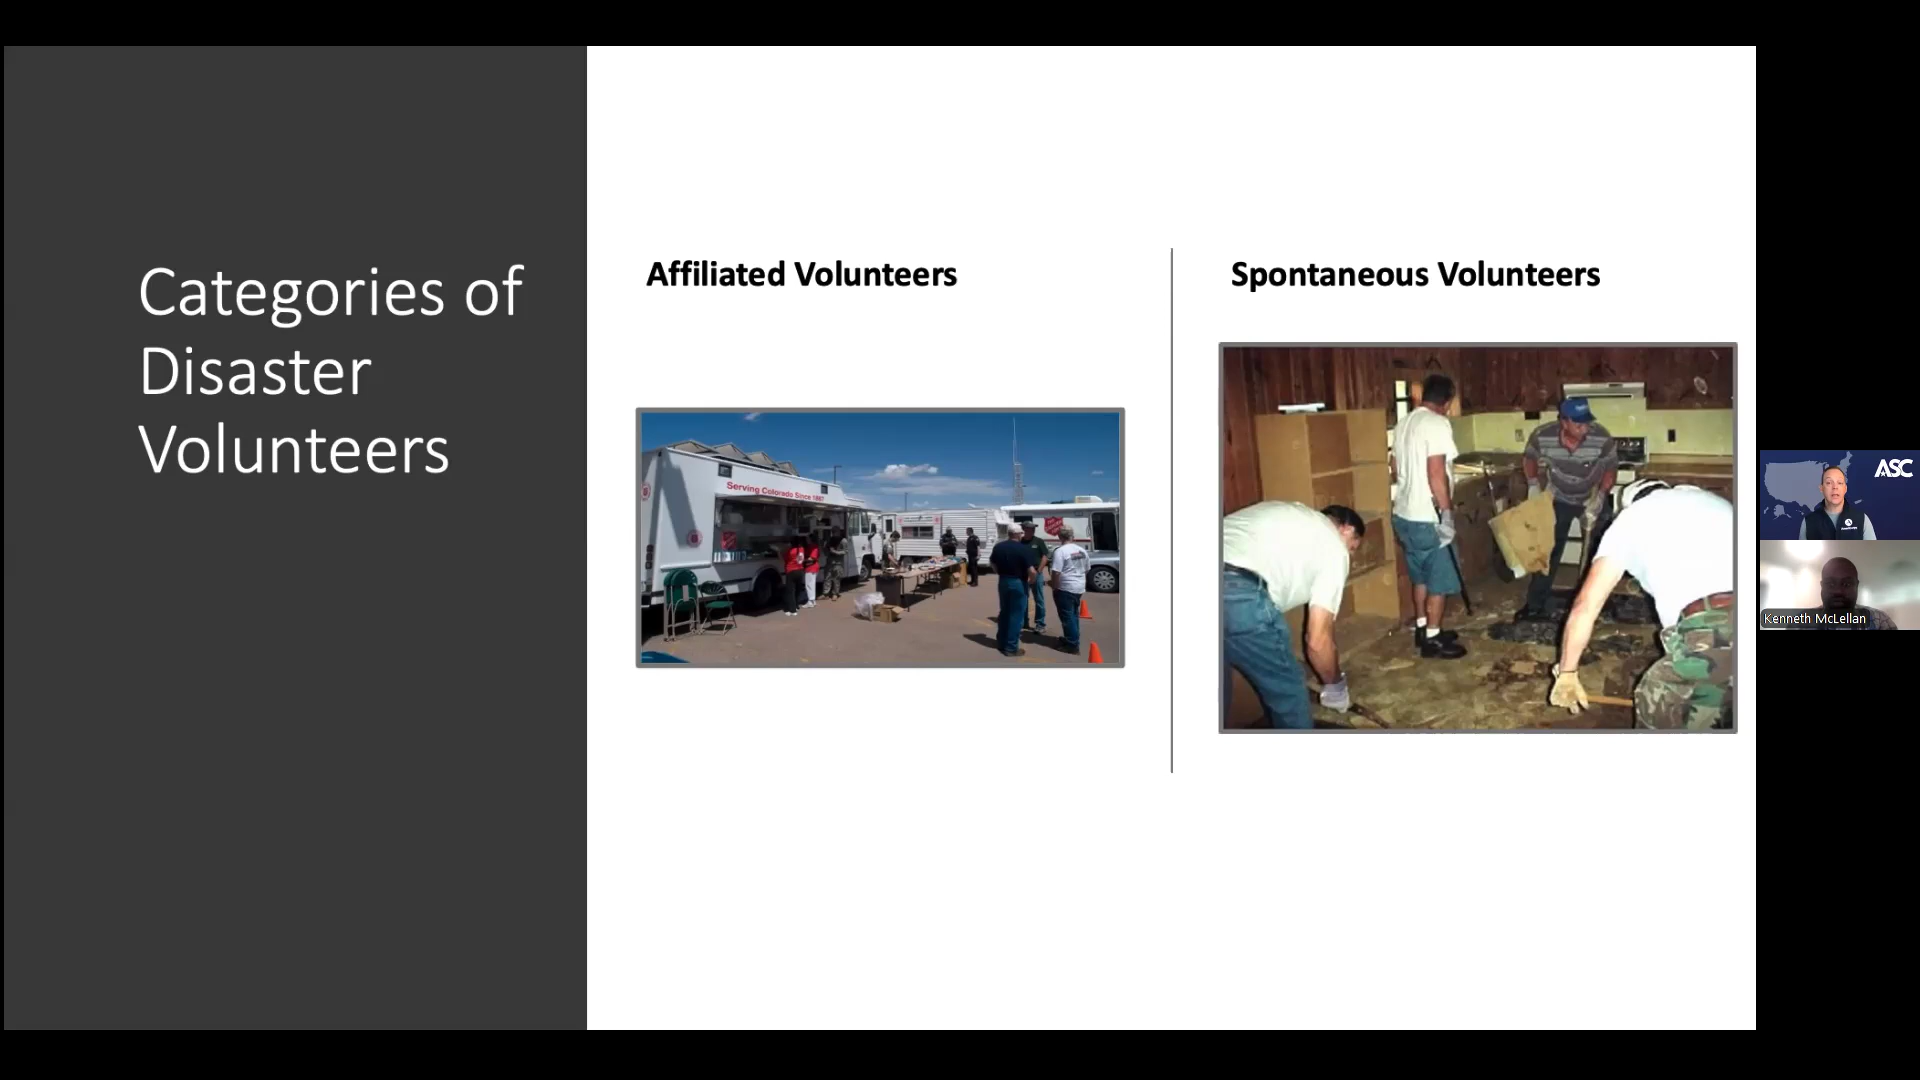 Categories of
Disaster
Volunteers
Affiliated Volunteers
Spontaneous Volunteers
Serving Colorado Since 1887
ASC
Kenneth McLellan